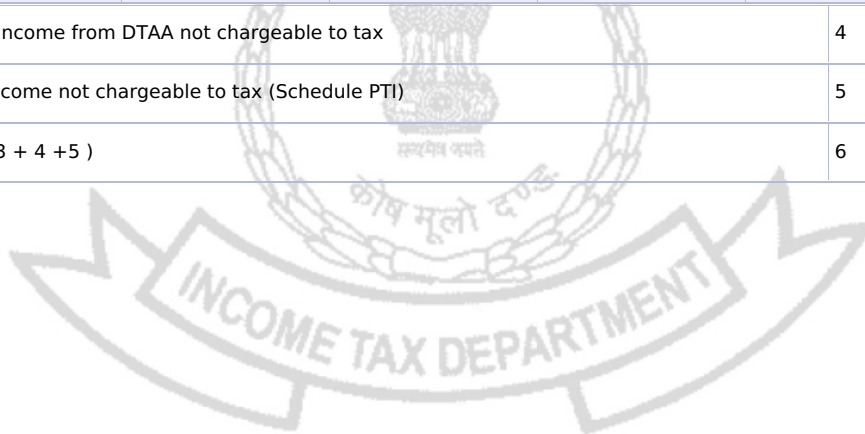 ncome from DTAA not chargeable to tax 4
come not chargeable to tax (Schedule PTI) 5
3 + 4 +5 ) 6
सत्यमेव जयते
कोष मूलो दण्डः
INCOME TAX DEPARTMENT